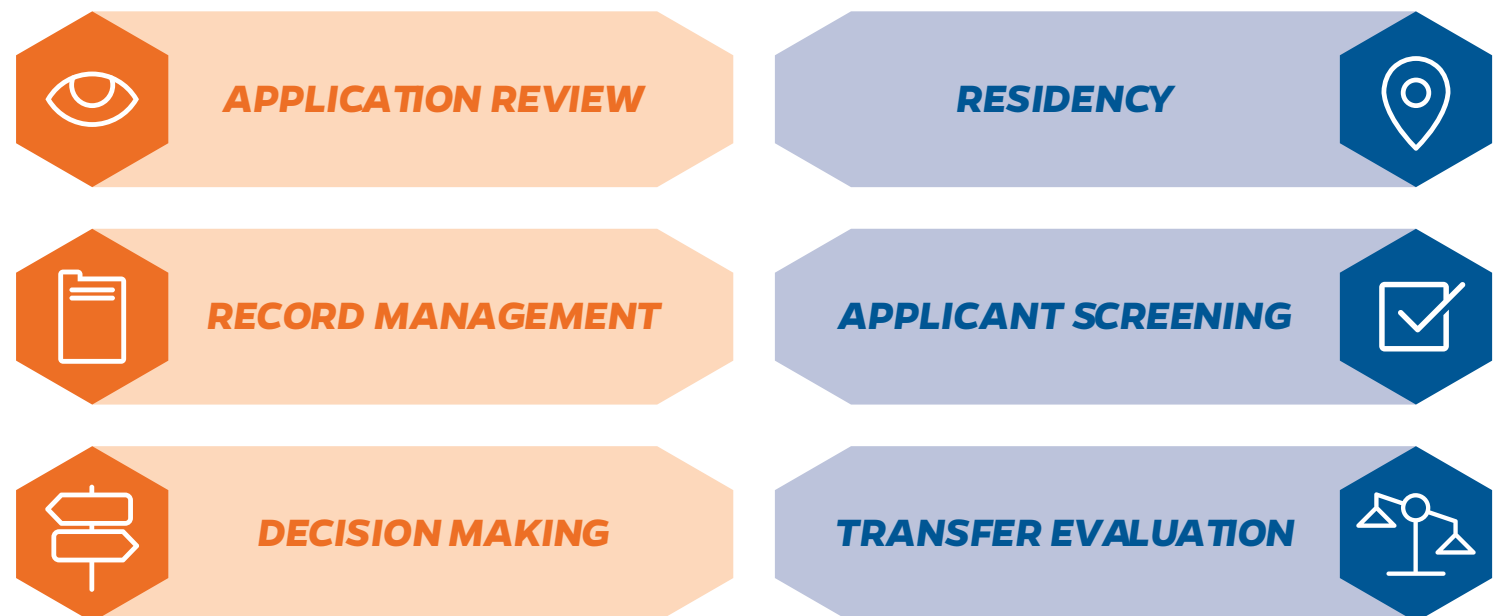 APPLICATION REVIEW
RESIDENCY
RECORD MANAGEMENT
APPLICANT SCREENING
DECISION MAKING
TRANSFER EVALUATION